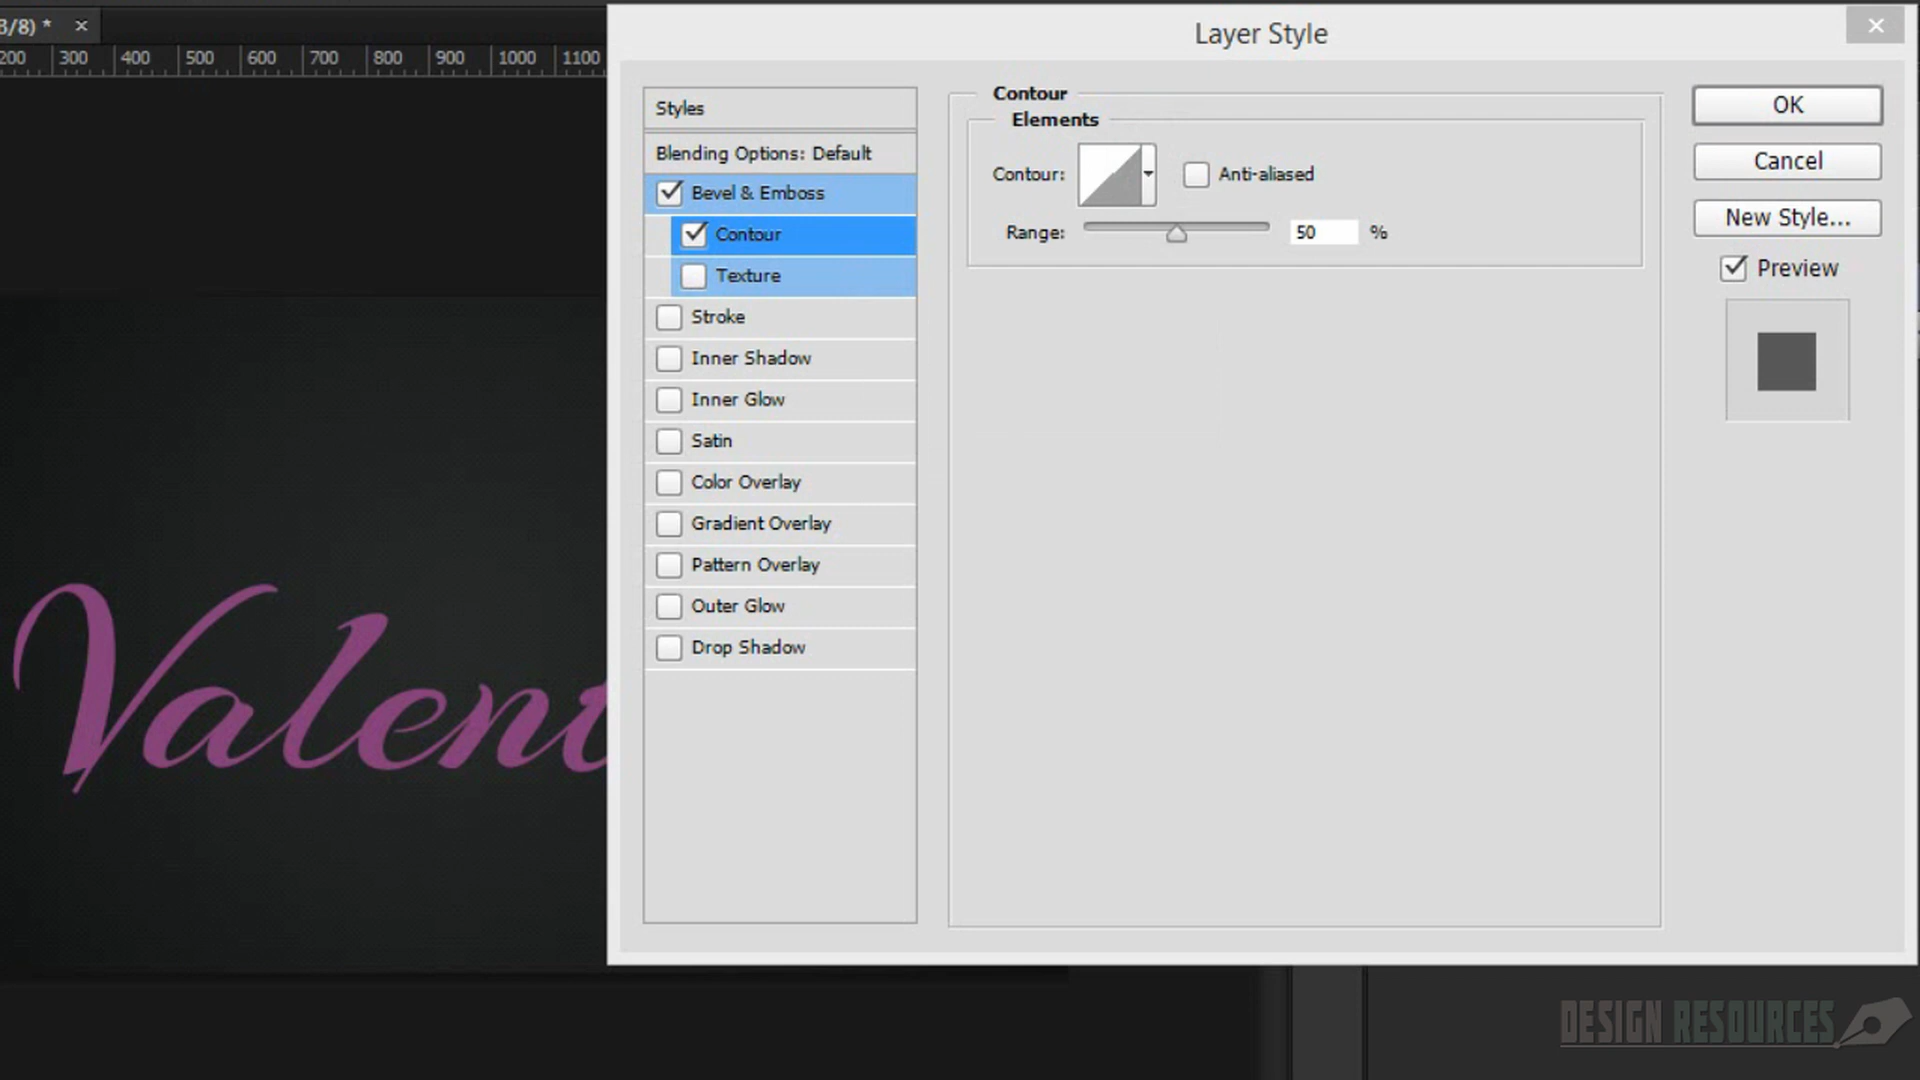 3/8) *
200 300 400 500 600 700 800 900 1000 1100
Layer Style
Styles
Blending Options: Default
Bevel & Emboss
Contour
Texture
Stroke
Inner Shadow
Inner Glow
Satin
Color Overlay
Gradient Overlay
Pattern Overlay
Outer Glow
Drop Shadow
Contour
Elements
Contour:
Anti-aliased
Range: 50 %
OK
Cancel
New Style...
Preview
Valent
DESIGN RESOURCES